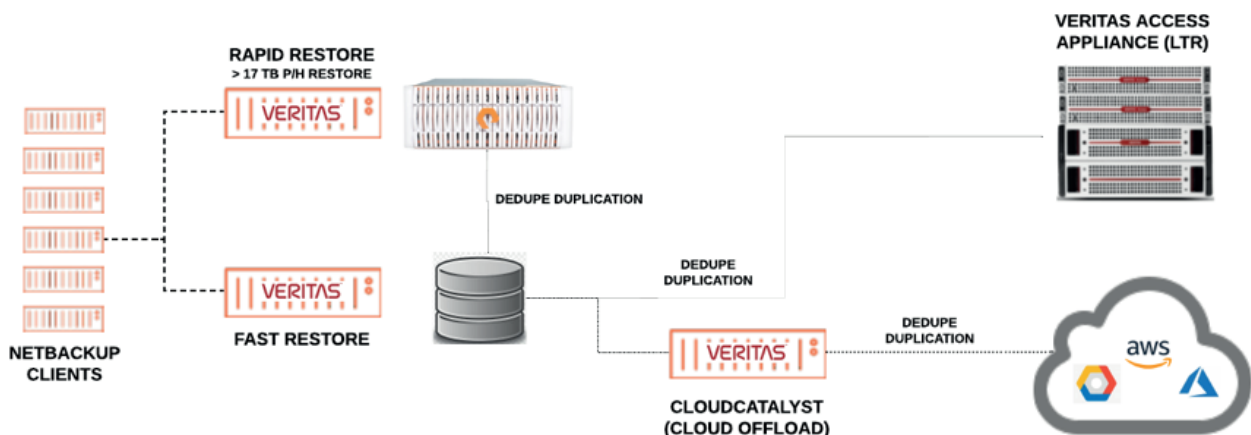 RAPID RESTORE
> 17 TB P/H RESTORE
VERITAS
VERITAS ACCESS
APPLIANCE (LTR)
DEDUPE DUPLICATION
NETBACKUP
CLIENTS
VERITAS
FAST RESTORE
DEDUPE
DUPLICATION
VERITAS
CLOUDCATALYST
(CLOUD OFFLOAD)
DEDUPE
DUPLICATION
aws